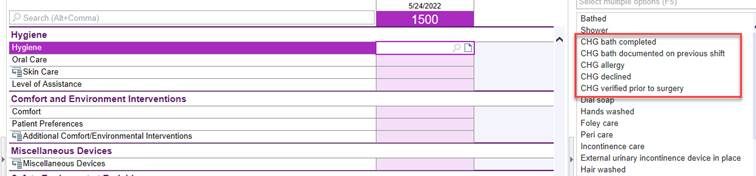 5/24/2022
Select multiple options (F5)
Search (Alt+Comma)
1500
Bathed
Shower
Hygiene
CHG bath completed
Hygiene
CHG bath documented on previous shift
Oral Care
CHG allergy
Skin Care
CHG declined
Level of Assistance
CHG verified prior to surgery
Comfort and Environment Interventions
Dial soap
Comfort
Hands washed
Patient Preferences
Foley care
Additional Comfort/Environmental Interventions
Peri care
Incontinence care
Miscellaneous Devices
External urinary incontinence device in place
Miscellaneous Devices
Hair washed